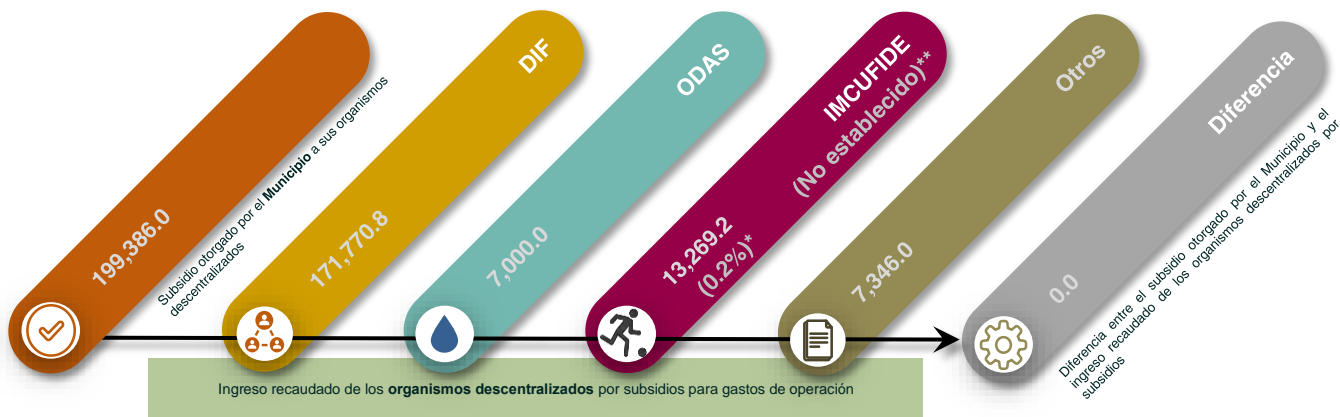 199,386.0
Subsidio otorgado por el Municipio a sus organismos
descentralizados
DIF
171,770.8
ODAS
7,000.0
IMCUFIDE
(No establecido)**
13,269.2
(0.2%)*
Otros
7,346.0
Diferencia
0.0
Diferencia entre el subsidio otorgado por el Municipio y el
ingreso recaudado de los organismos descentralizados por
subsidios
Ingreso recaudado de los organismos descentralizados por subsidios para gastos de operación